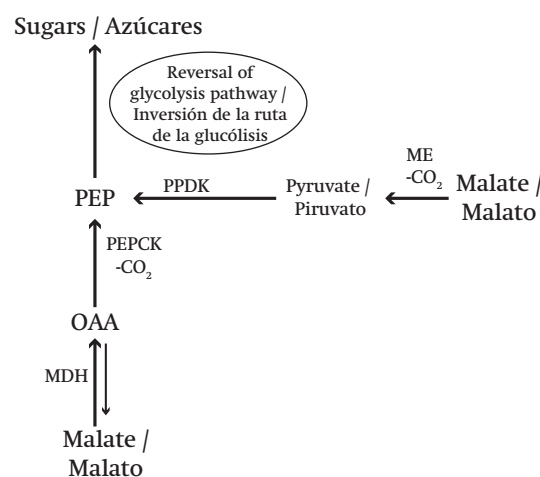 Sugars / Azúcares
Reversal of
glycolysis pathway /
Inversión de la ruta
de la glucólisis
ME
-CO₂
PEP
PPDK
Pyruvate /
Piruvato
Malate /
Malato
PEPCK
-CO₂
OAA
MDH
Malate /
Malato